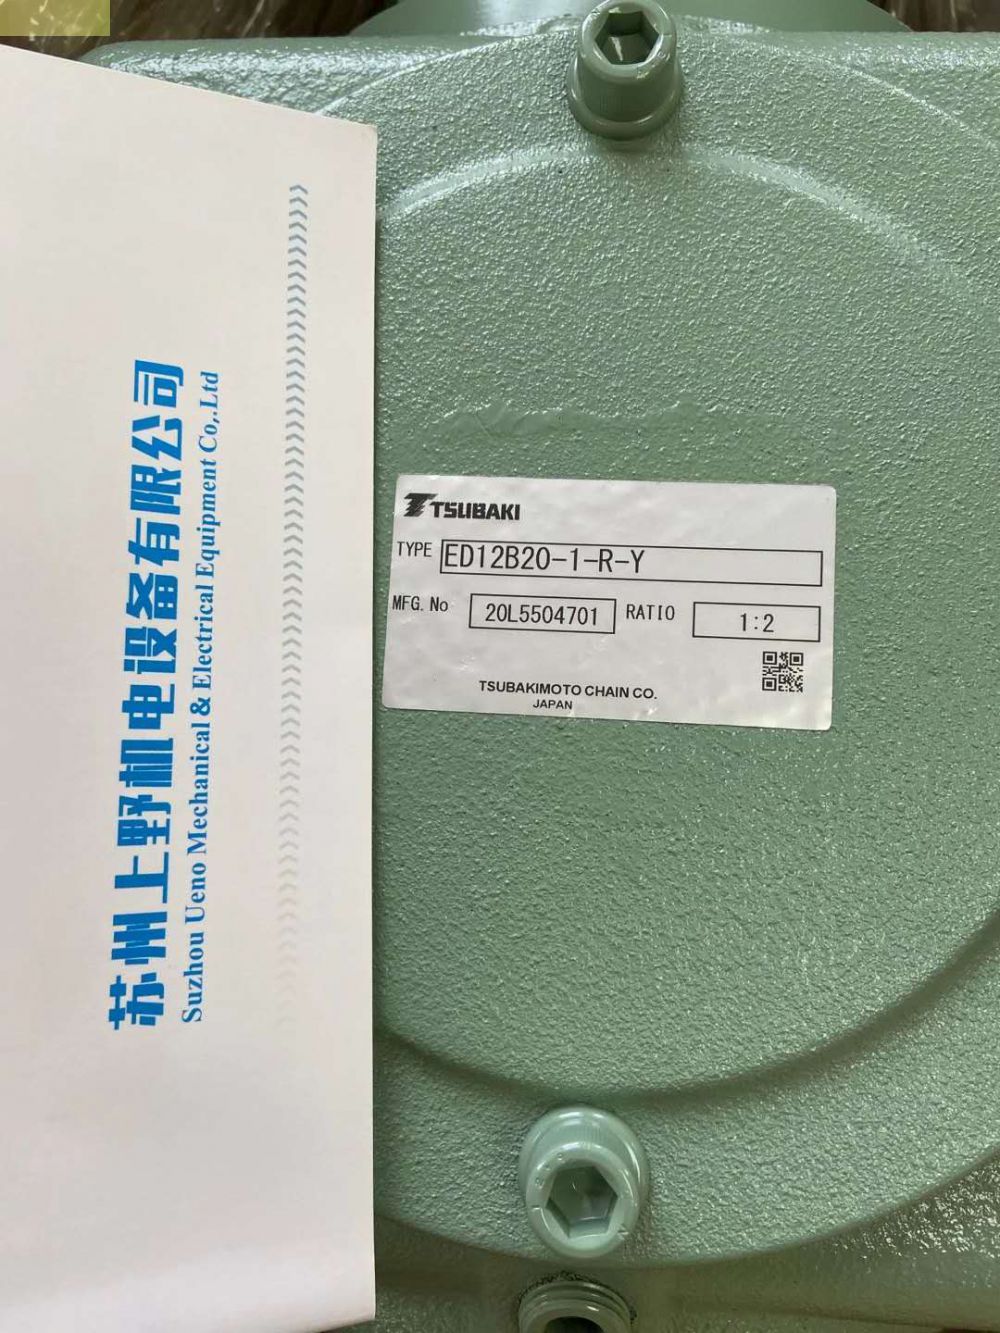 苏州上野机电设备有限公司
Suzhou Ueno Mechanical & Electrical Equipment Co,.Ltd
TSUBAKI
TYPE ED12B20-1-R-Y
MFG. No 20L5504701 RATIO 1:2
TSUBAKIMOTO CHAIN CO.
JAPAN